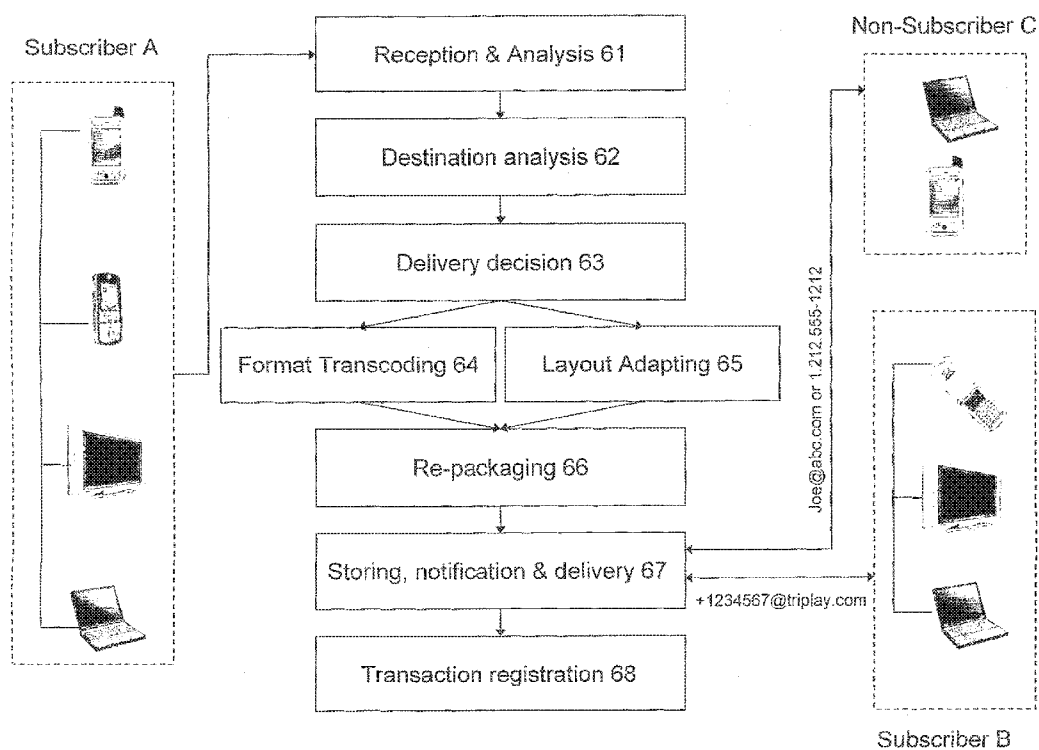 Subscriber A
Non-Subscriber C
Reception & Analysis 61
Destination analysis 62
Delivery decision 63
Format Transcoding 64
Layout Adapting 65
Re-packaging 66
Joe@abc.com or 1.212.555-1212
Storing, notification & delivery 67
+1234567@triplay.com
Transaction registration 68
Subscriber B